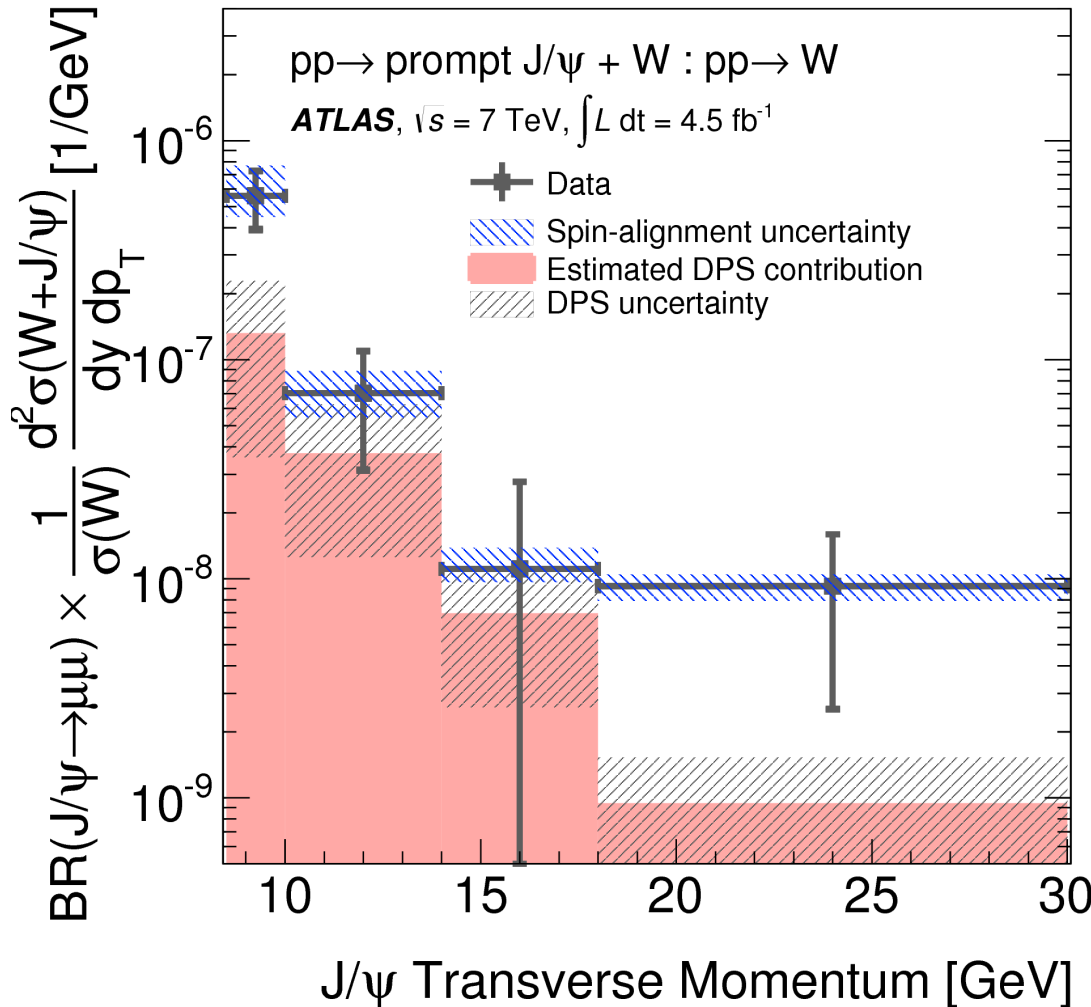 pp→ prompt J/ψ + W : pp→ W
ATLAS, √s = 7 TeV, ∫L dt = 4.5 fb⁻¹
Data
Spin-alignment uncertainty
Estimated DPS contribution
DPS uncertainty
BR(J/ψ→μμ) × 1/σ(W) d²σ(W+J/ψ)/dy dp_T [1/GeV]
10⁻⁶
10⁻⁷
10⁻⁸
10⁻⁹
10 15 20 25 30
J/ψ Transverse Momentum [GeV]